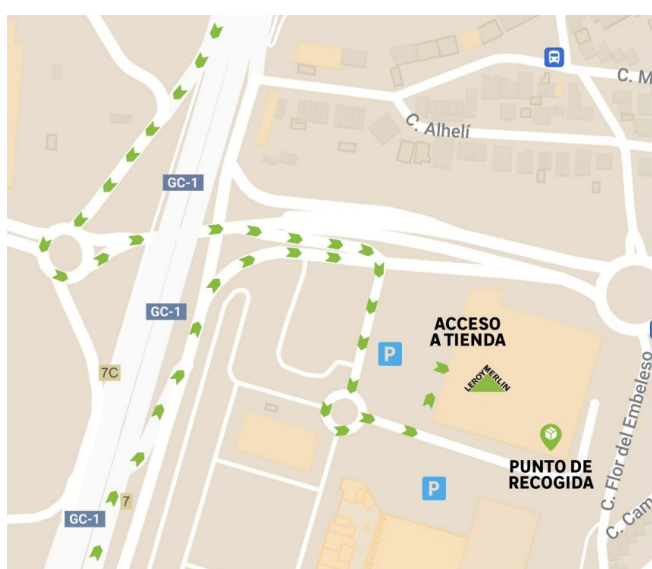 C. M
C. Alhelí
GC-1
GC-1
ACCESO
A TIENDA
P
7C
LEROY MERLIN
C. Flor del Embeleso
PUNTO DE
RECOGIDA
P
7
GC-1
C. Cam